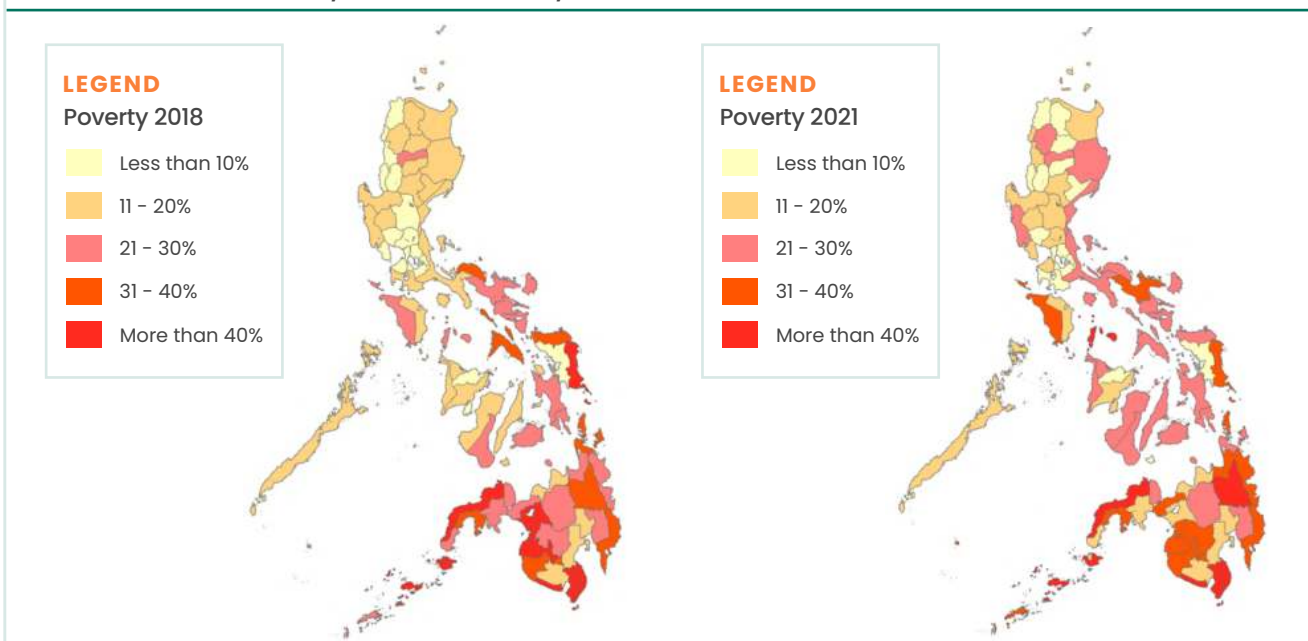 LEGEND
Poverty 2018
Less than 10%
11 - 20%
21 - 30%
31 - 40%
More than 40%
LEGEND
Poverty 2021
Less than 10%
11 - 20%
21 - 30%
31 - 40%
More than 40%